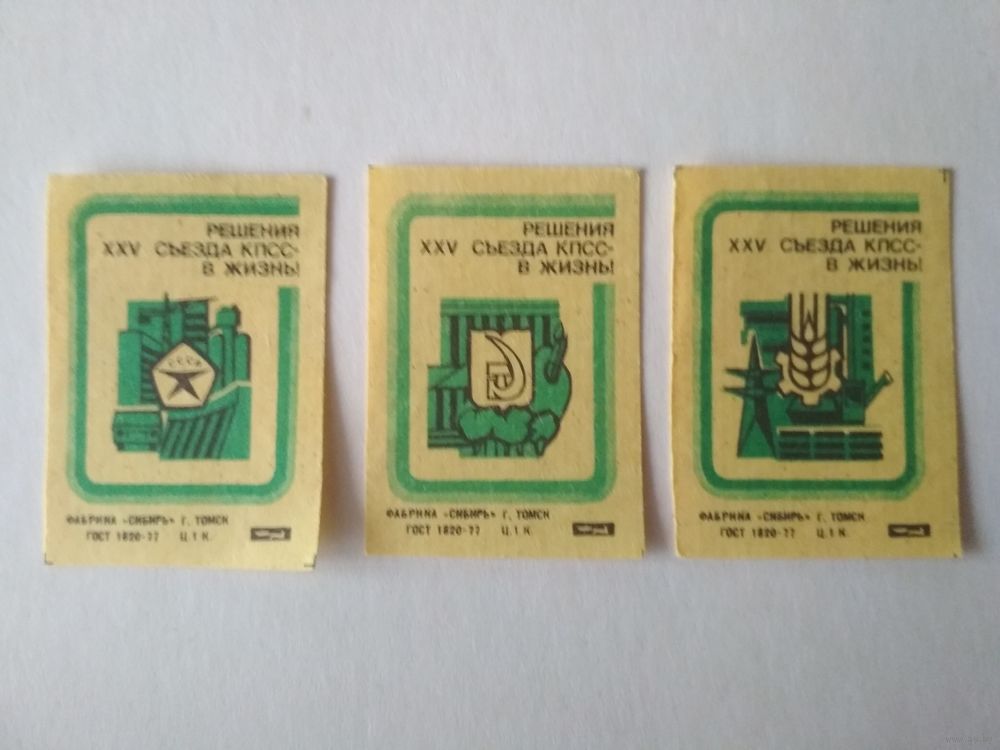 РЕШЕНИЯ
XXV СЪЕЗДА КПСС-
В ЖИЗНЬ!
СССР
ФАБРИКА «СИБИРЬ» Г. ТОМСК
ГОСТ 1820-77 Ц. 1 К.
РЕШЕНИЯ
XXV СЪЕЗДА КПСС-
В ЖИЗНЬ!
ФАБРИКА «СИБИРЬ» Г. ТОМСК
ГОСТ 1820-77 Ц. 1 К.
РЕШЕНИЯ
XXV СЪЕЗДА КПСС-
В ЖИЗНЬ!
ФАБРИКА «СИБИРЬ» Г. ТОМСК
ГОСТ 1820-77 Ц. 1 К.